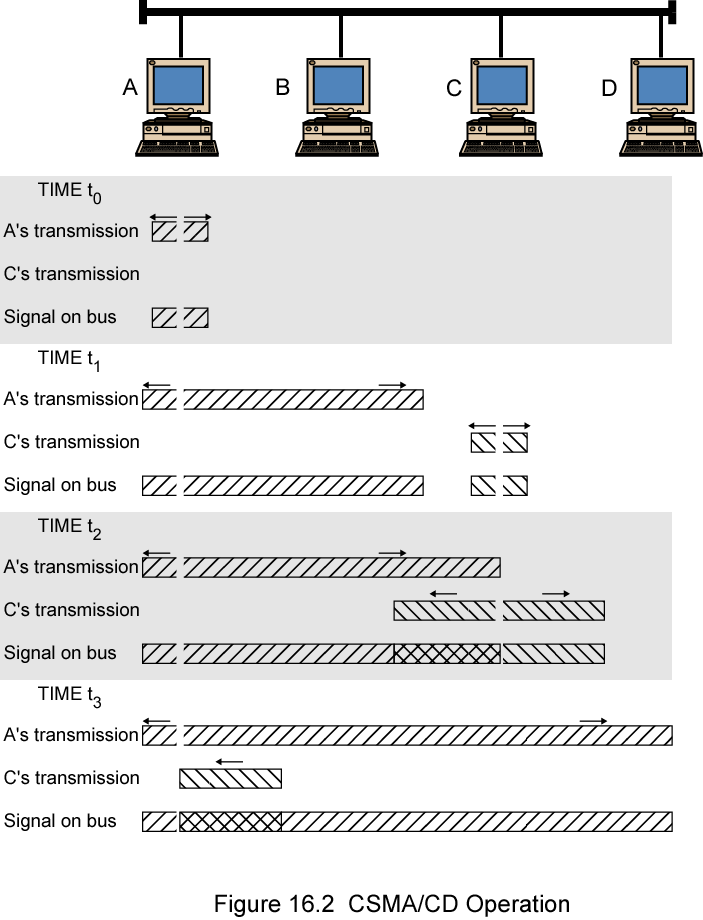 A B C D
TIME t0
A's transmission
C's transmission
Signal on bus
TIME t1
A's transmission
C's transmission
Signal on bus
TIME t2
A's transmission
C's transmission
Signal on bus
TIME t3
A's transmission
C's transmission
Signal on bus
Figure 16.2 CSMA/CD Operation